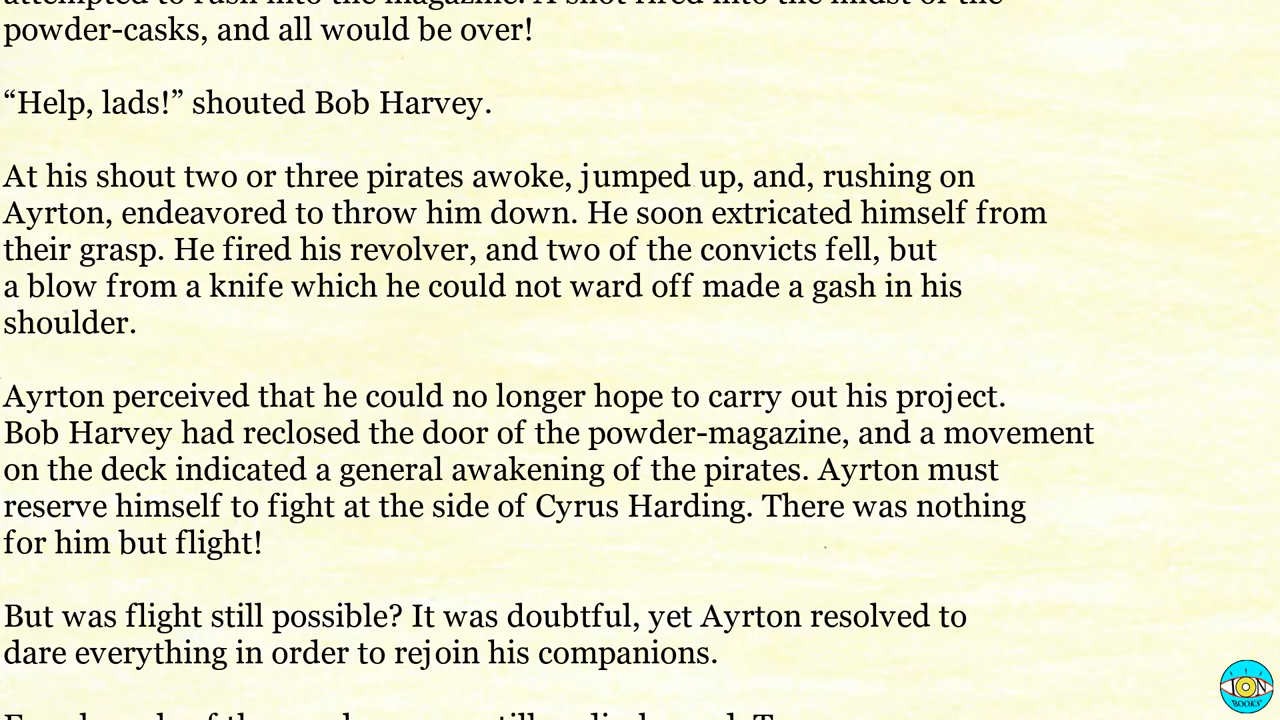 powder-casks, and all would be over!
“Help, lads!” shouted Bob Harvey.
At his shout two or three pirates awoke, jumped up, and, rushing on
Ayrton, endeavored to throw him down. He soon extricated himself from
their grasp. He fired his revolver, and two of the convicts fell, but
a blow from a knife which he could not ward off made a gash in his
shoulder.
Ayrton perceived that he could no longer hope to carry out his project.
Bob Harvey had reclosed the door of the powder-magazine, and a movement
on the deck indicated a general awakening of the pirates. Ayrton must
reserve himself to fight at the side of Cyrus Harding. There was nothing
for him but flight!
But was flight still possible? It was doubtful, yet Ayrton resolved to
dare everything in order to rejoin his companions.
ION
BOOKS